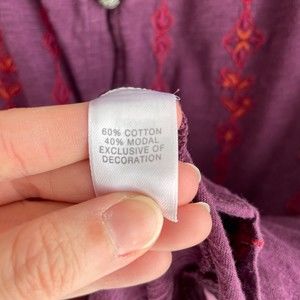 60% COTTON
40% MODAL
EXCLUSIVE OF
DECORATION